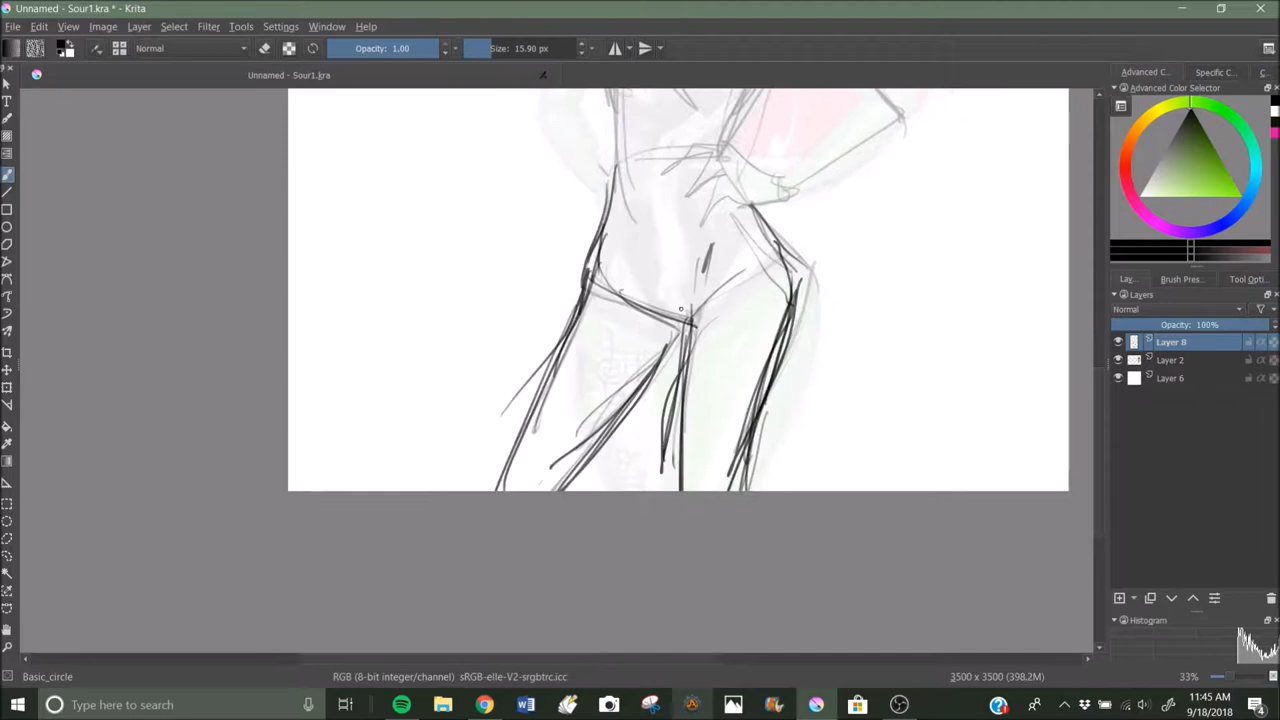 Unnamed - Sour1.kra * - Krita
File Edit View Image Layer Select Filter Tools Settings Window Help
Normal Opacity: 1.00 Size: 15.90 px
Unnamed - Sour1.kra
Advanced C... Specific C... C...
Advanced Color Selector
Lay... Brush Pres... Tool Opti...
Layers
Normal
Opacity: 100%
Layer 8
Layer 2
Layer 6
Histogram
Basic_circle RGB (8-bit integer/channel) sRGB-elle-V2-srgbtrc.icc 3500 x 3500 (398.2M) 33%
Type here to search
11:45 AM
9/18/2018
4